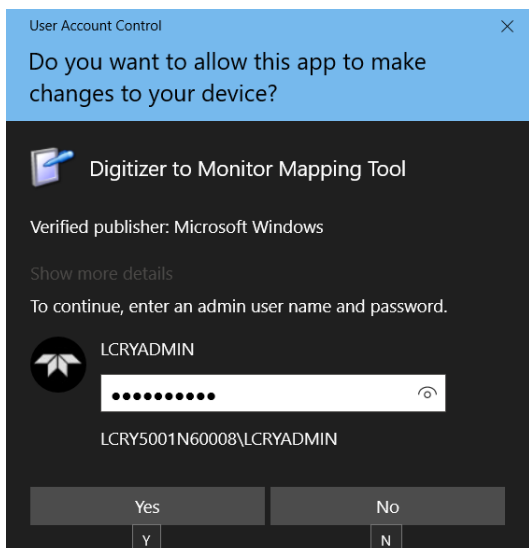 User Account Control
Do you want to allow this app to make
changes to your device?
Digitizer to Monitor Mapping Tool
Verified publisher: Microsoft Windows
Show more details
To continue, enter an admin user name and password.
LCRYADMIN
●●●●●●●●●●
LCRY5001N60008\LCRYADMIN
Yes No
Y N